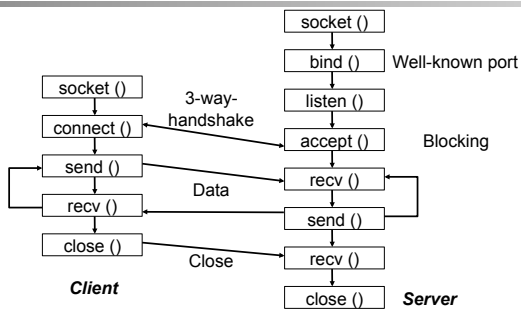 socket ()
bind ()
Well-known port
socket ()
3-way-
handshake
listen ()
connect ()
accept ()
Blocking
send ()
recv ()
Data
recv ()
send ()
close ()
Close
recv ()
Client
close ()
Server